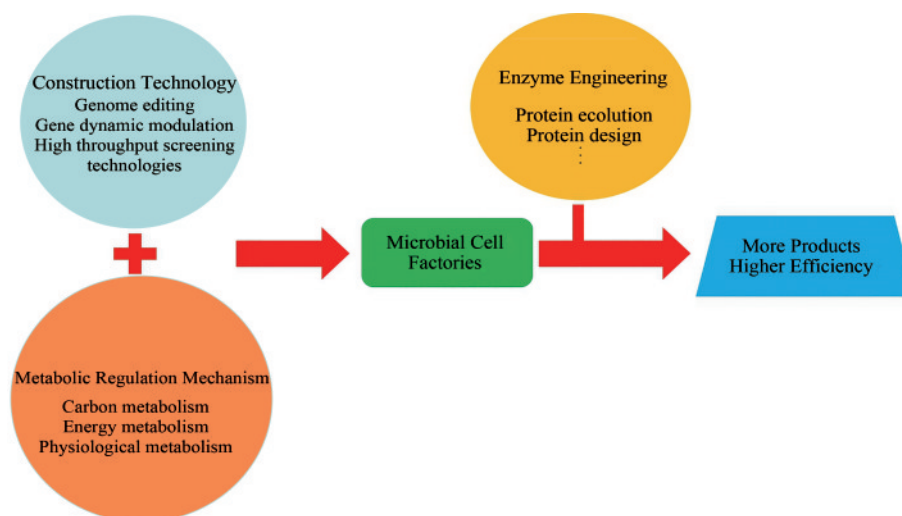 Construction Technology
Genome editing
Gene dynamic modulation
High throughput screening
technologies
Metabolic Regulation Mechanism
Carbon metabolism
Energy metabolism
Physiological metabolism
Microbial Cell
Factories
Enzyme Engineering
Protein ecolution
Protein design
⋮
More Products
Higher Efficiency